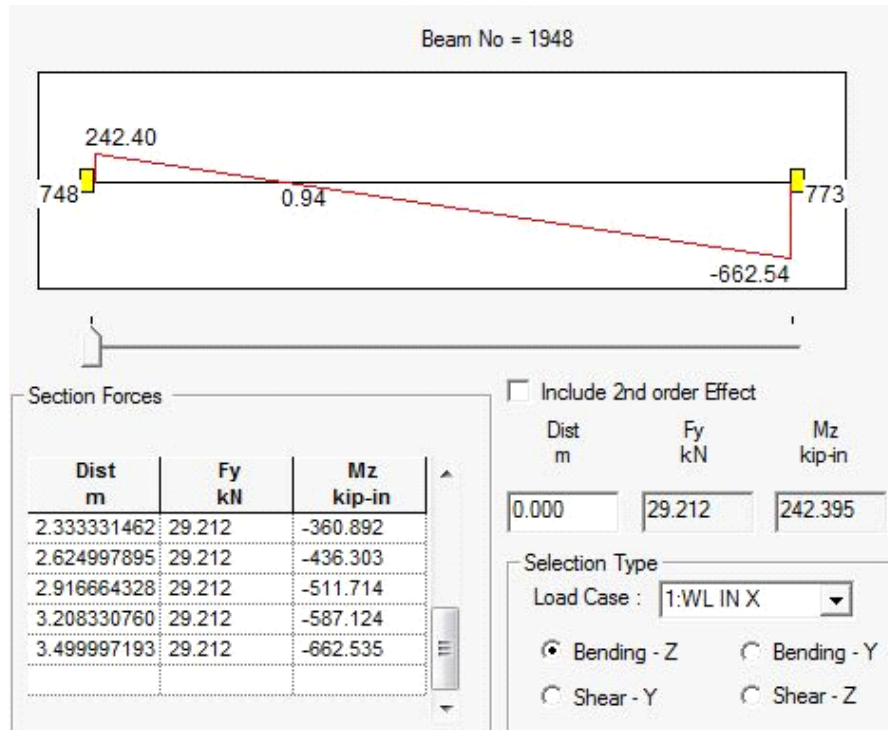 Beam No = 1948
242.40
748
0.94
773
-662.54
Section Forces
Dist Fy Mz
m kN kip-in
2.333331462 29.212 -360.892
2.624997895 29.212 -436.303
2.916664328 29.212 -511.714
3.208330760 29.212 -587.124
3.499997193 29.212 -662.535
Include 2nd order Effect
Dist Fy Mz
m kN kip-in
0.000 29.212 242.395
Selection Type
Load Case : 1:WL IN X
Bending - Z Bending - Y
Shear - Y Shear - Z